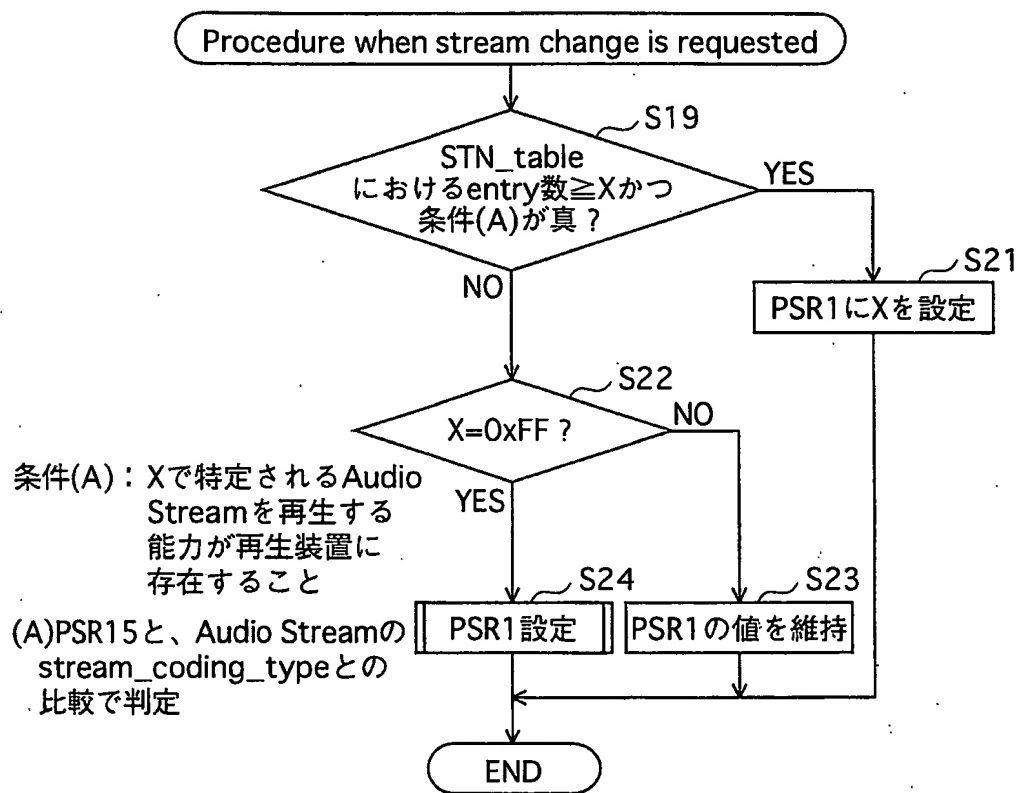 Procedure when stream change is requested
S19
STN_table
におけるentry数≧Xかつ
条件(A)が真?
YES
NO
S21
PSR1にXを設定
S22
X=0xFF?
NO
YES
条件(A): Xで特定されるAudio
Streamを再生する
能力が再生装置に
存在すること
(A)PSR15と、Audio Streamの
stream_coding_typeとの
比較で判定
S24
PSR1設定
S23
PSR1の値を維持
END